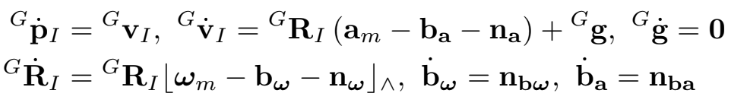 $^{G}\dot{\mathbf{p}}_{I} = {}^{G}\mathbf{v}_{I},\ {}^{G}\dot{\mathbf{v}}_{I} = {}^{G}\mathbf{R}_{I}\left(\mathbf{a}_{m} - \mathbf{b}_{\mathbf{a}} - \mathbf{n}_{\mathbf{a}}\right) + {}^{G}\mathbf{g},\ {}^{G}\dot{\mathbf{g}} = \mathbf{0}$
$^{G}\dot{\mathbf{R}}_{I} = {}^{G}\mathbf{R}_{I}\lfloor\boldsymbol{\omega}_{m} - \mathbf{b}_{\boldsymbol{\omega}} - \mathbf{n}_{\boldsymbol{\omega}}\rfloor_{\wedge},\ \dot{\mathbf{b}}_{\boldsymbol{\omega}} = \mathbf{n}_{\mathbf{b}\boldsymbol{\omega}},\ \dot{\mathbf{b}}_{\mathbf{a}} = \mathbf{n}_{\mathbf{ba}}$